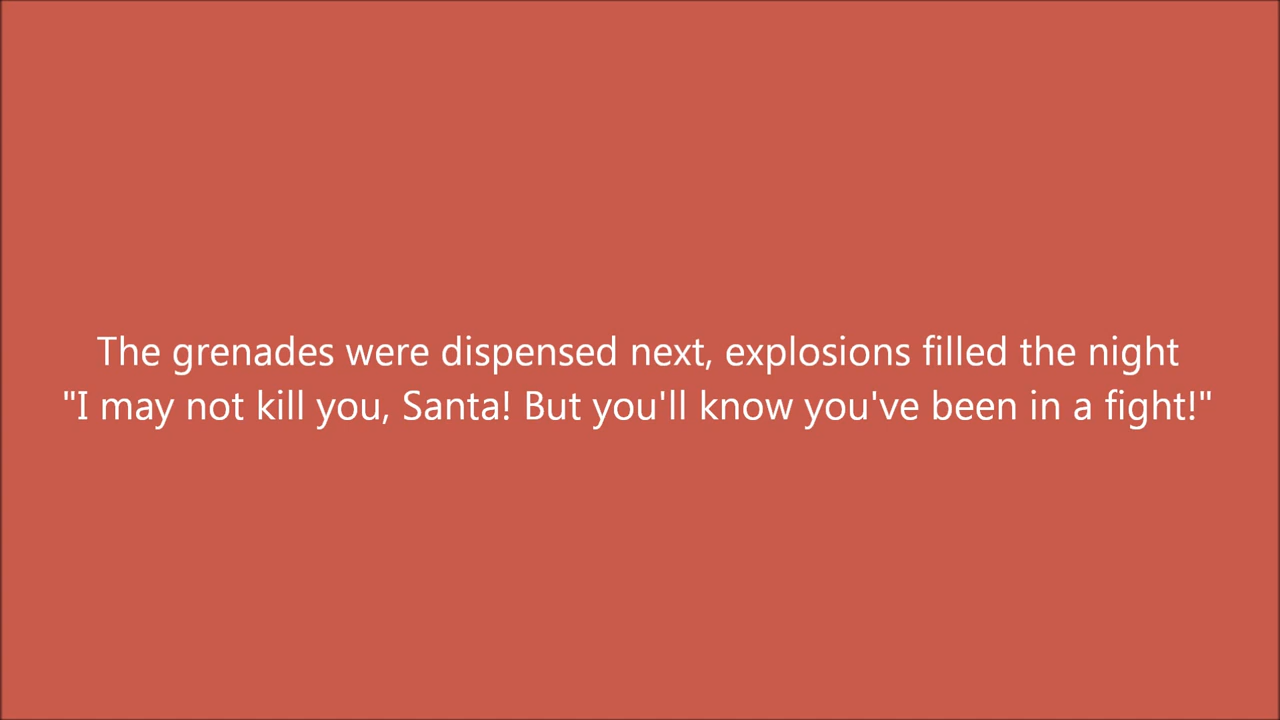 The grenades were dispensed next, explosions filled the night
"I may not kill you, Santa! But you'll know you've been in a fight!"